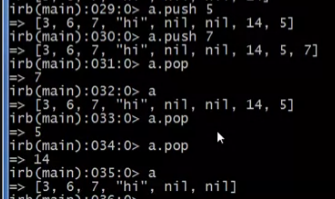 irb(main):029:0> a.push 5
=> [3, 6, 7, "hi", nil, nil, 14, 5]
irb(main):030:0> a.push 7
=> [3, 6, 7, "hi", nil, nil, 14, 5, 7]
irb(main):031:0> a.pop
=> 7
irb(main):032:0> a
=> [3, 6, 7, "hi", nil, nil, 14, 5]
irb(main):033:0> a.pop
=> 5
irb(main):034:0> a.pop
=> 14
irb(main):035:0> a
=> [3, 6, 7, "hi", nil, nil]
irb(main):036:0>